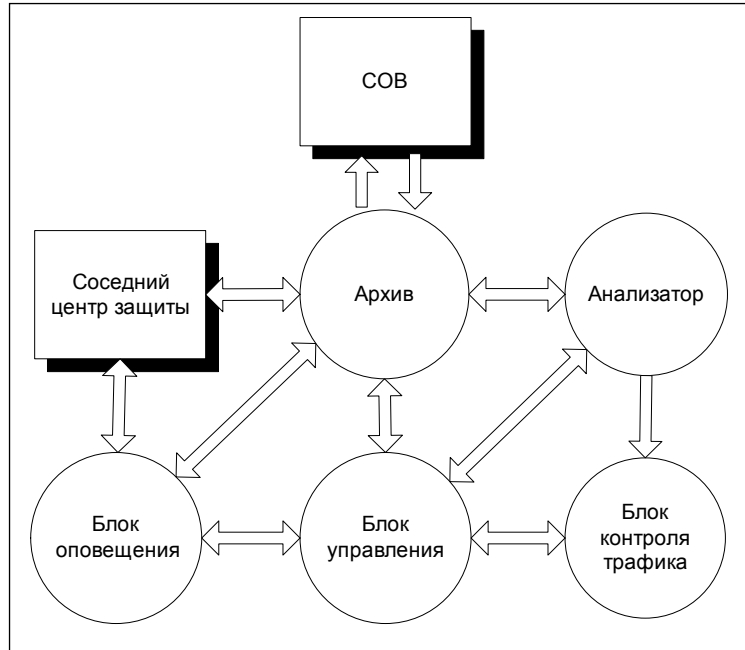 СОВ
Соседний
центр защиты
Архив
Анализатор
Блок
оповещения
Блок
управления
Блок
контроля
трафика